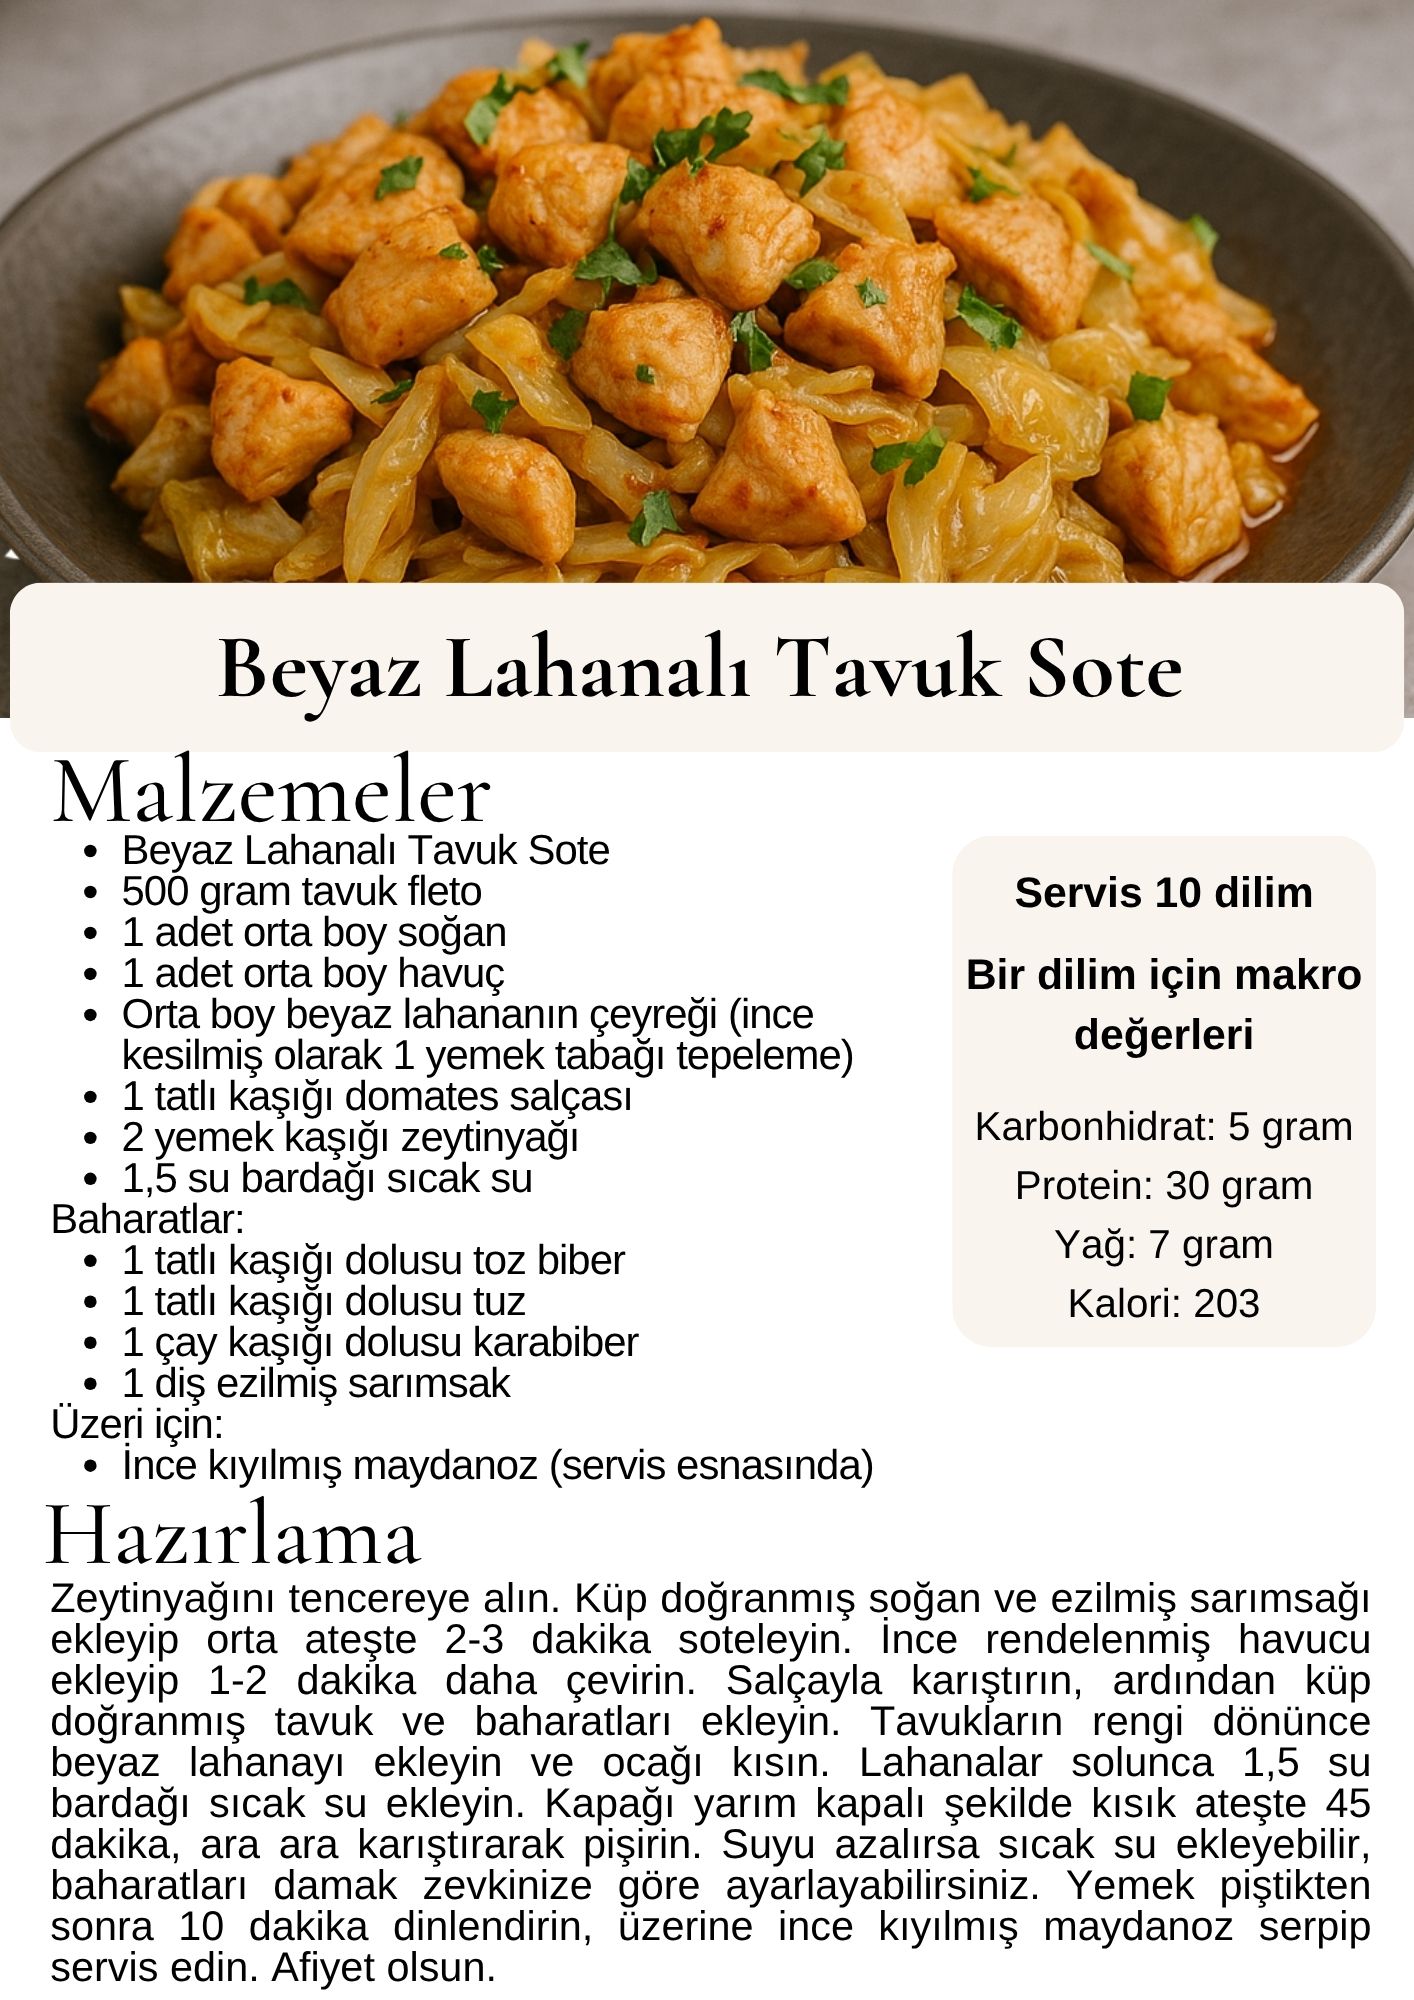 Beyaz Lahanalı Tavuk Sote
Malzemeler
• Beyaz Lahanalı Tavuk Sote
• 500 gram tavuk fleto
• 1 adet orta boy soğan
• 1 adet orta boy havuç
• Orta boy beyaz lahananın çeyreği (ince
kesilmiş olarak 1 yemek tabağı tepeleme)
• 1 tatlı kaşığı domates salçası
• 2 yemek kaşığı zeytinyağı
• 1,5 su bardağı sıcak su
Baharatlar:
• 1 tatlı kaşığı dolusu toz biber
• 1 tatlı kaşığı dolusu tuz
• 1 çay kaşığı dolusu karabiber
• 1 diş ezilmiş sarımsak
Üzeri için:
• İnce kıyılmış maydanoz (servis esnasında)
Servis 10 dilim
Bir dilim için makro
değerleri
Karbonhidrat: 5 gram
Protein: 30 gram
Yağ: 7 gram
Kalori: 203
Hazırlama
Zeytinyağını tencereye alın. Küp doğranmış soğan ve ezilmiş sarımsağı
ekleyip orta ateşte 2-3 dakika soteleyin. İnce rendelenmiş havucu
ekleyip 1-2 dakika daha çevirin. Salçayla karıştırın, ardından küp
doğranmış tavuk ve baharatları ekleyin. Tavukların rengi dönünce
beyaz lahanayı ekleyin ve ocağı kısın. Lahanalar solunca 1,5 su
bardağı sıcak su ekleyin. Kapağı yarım kapalı şekilde kısık ateşte 45
dakika, ara ara karıştırarak pişirin. Suyu azalırsa sıcak su ekleyebilir,
baharatları damak zevkinize göre ayarlayabilirsiniz. Yemek piştikten
sonra 10 dakika dinlendirin, üzerine ince kıyılmış maydanoz serpip
servis edin. Afiyet olsun.